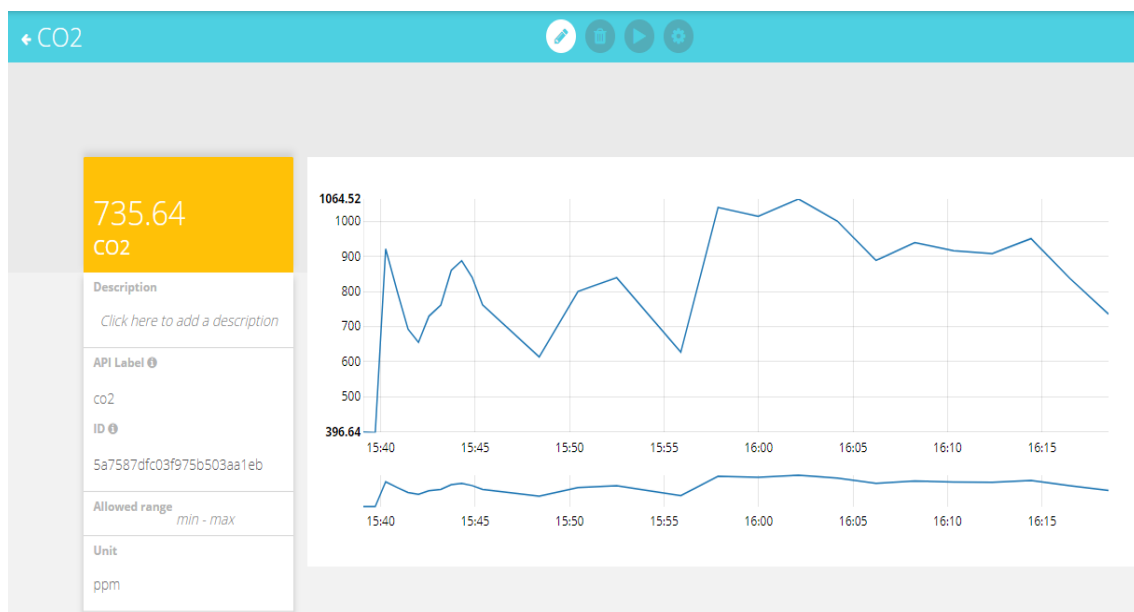 CO2
735.64
CO2
Description
Click here to add a description
API Label
co2
ID
5a7587dfc03f975b503aa1eb
Allowed range
min - max
Unit
ppm
1064.52
1000
900
800
700
600
500
396.64
15:40 15:45 15:50 15:55 16:00 16:05 16:10 16:15
15:40 15:45 15:50 15:55 16:00 16:05 16:10 16:15